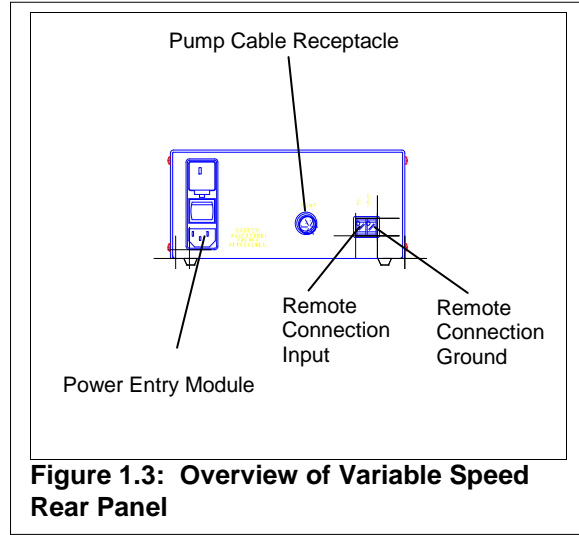 Pump Cable Receptacle
Remote
Connection
Input
Remote
Connection
Ground
Power Entry Module
Figure 1.3: Overview of Variable Speed
Rear Panel